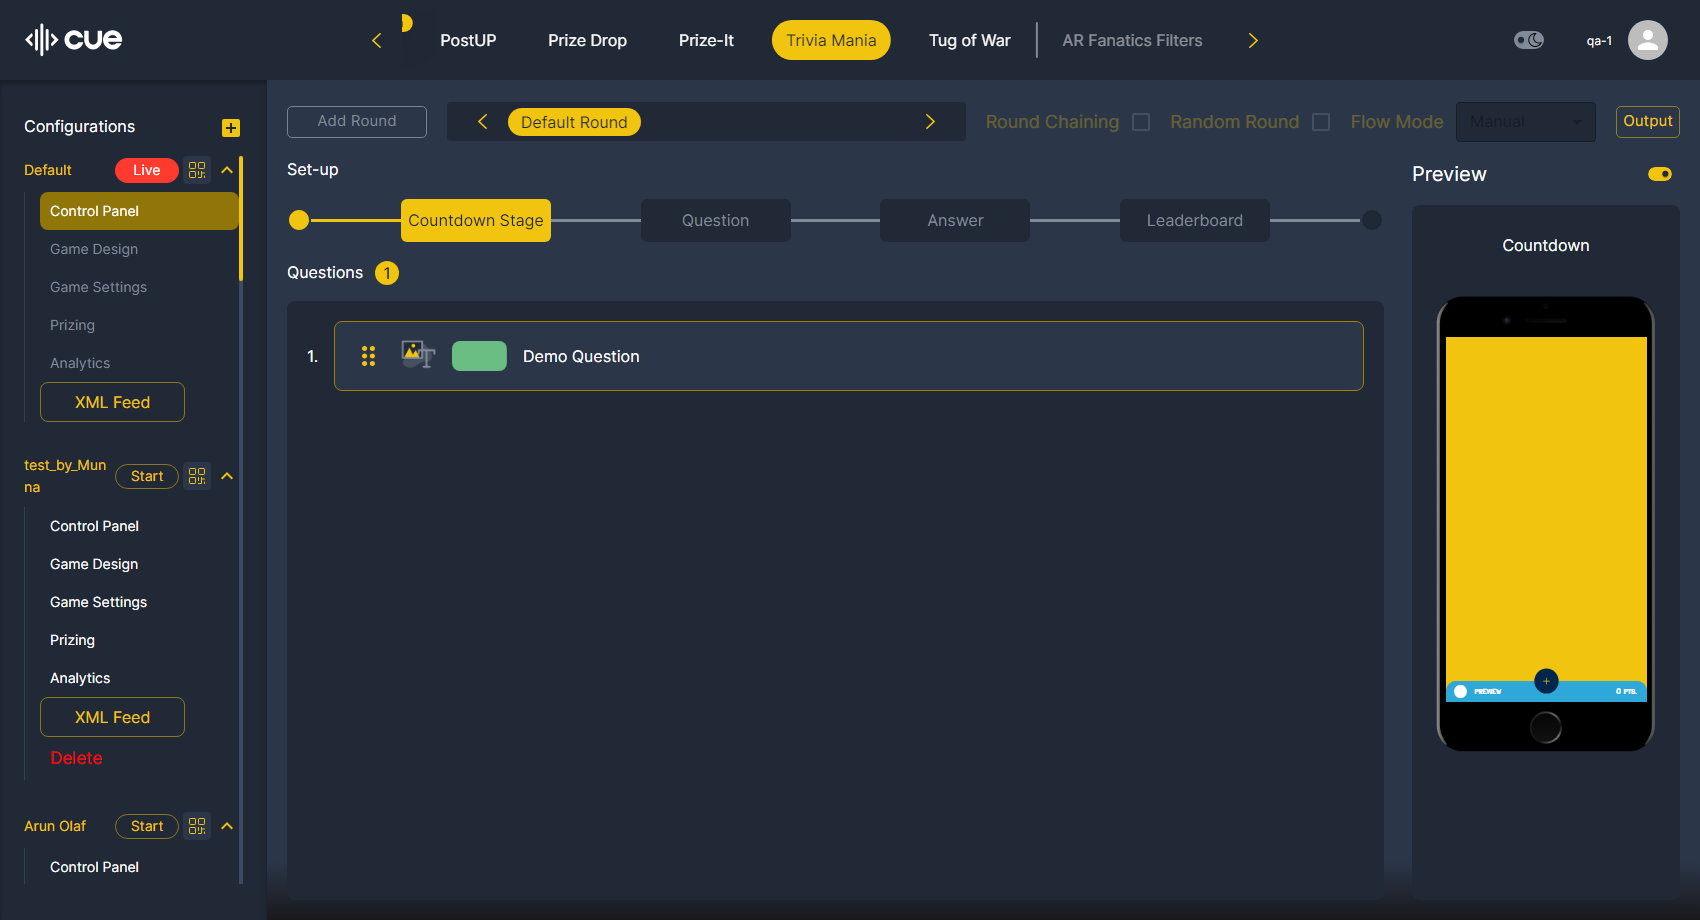 cue
PostUP
Prize Drop
Prize-It
Trivia Mania
Tug of War
AR Fanatics Filters
qa-1
Configurations
Default
Live
Control Panel
Game Design
Game Settings
Prizing
Analytics
XML Feed
test_by_Mun
na
Start
Control Panel
Game Design
Game Settings
Prizing
Analytics
XML Feed
Delete
Arun Olaf
Start
Control Panel
Add Round
Default Round
Round Chaining
Random Round
Flow Mode
Manual
Output
Set-up
Countdown Stage
Question
Answer
Leaderboard
Questions 1
1.
T
Demo Question
Preview
Countdown
PREVIEW
0 PTS.